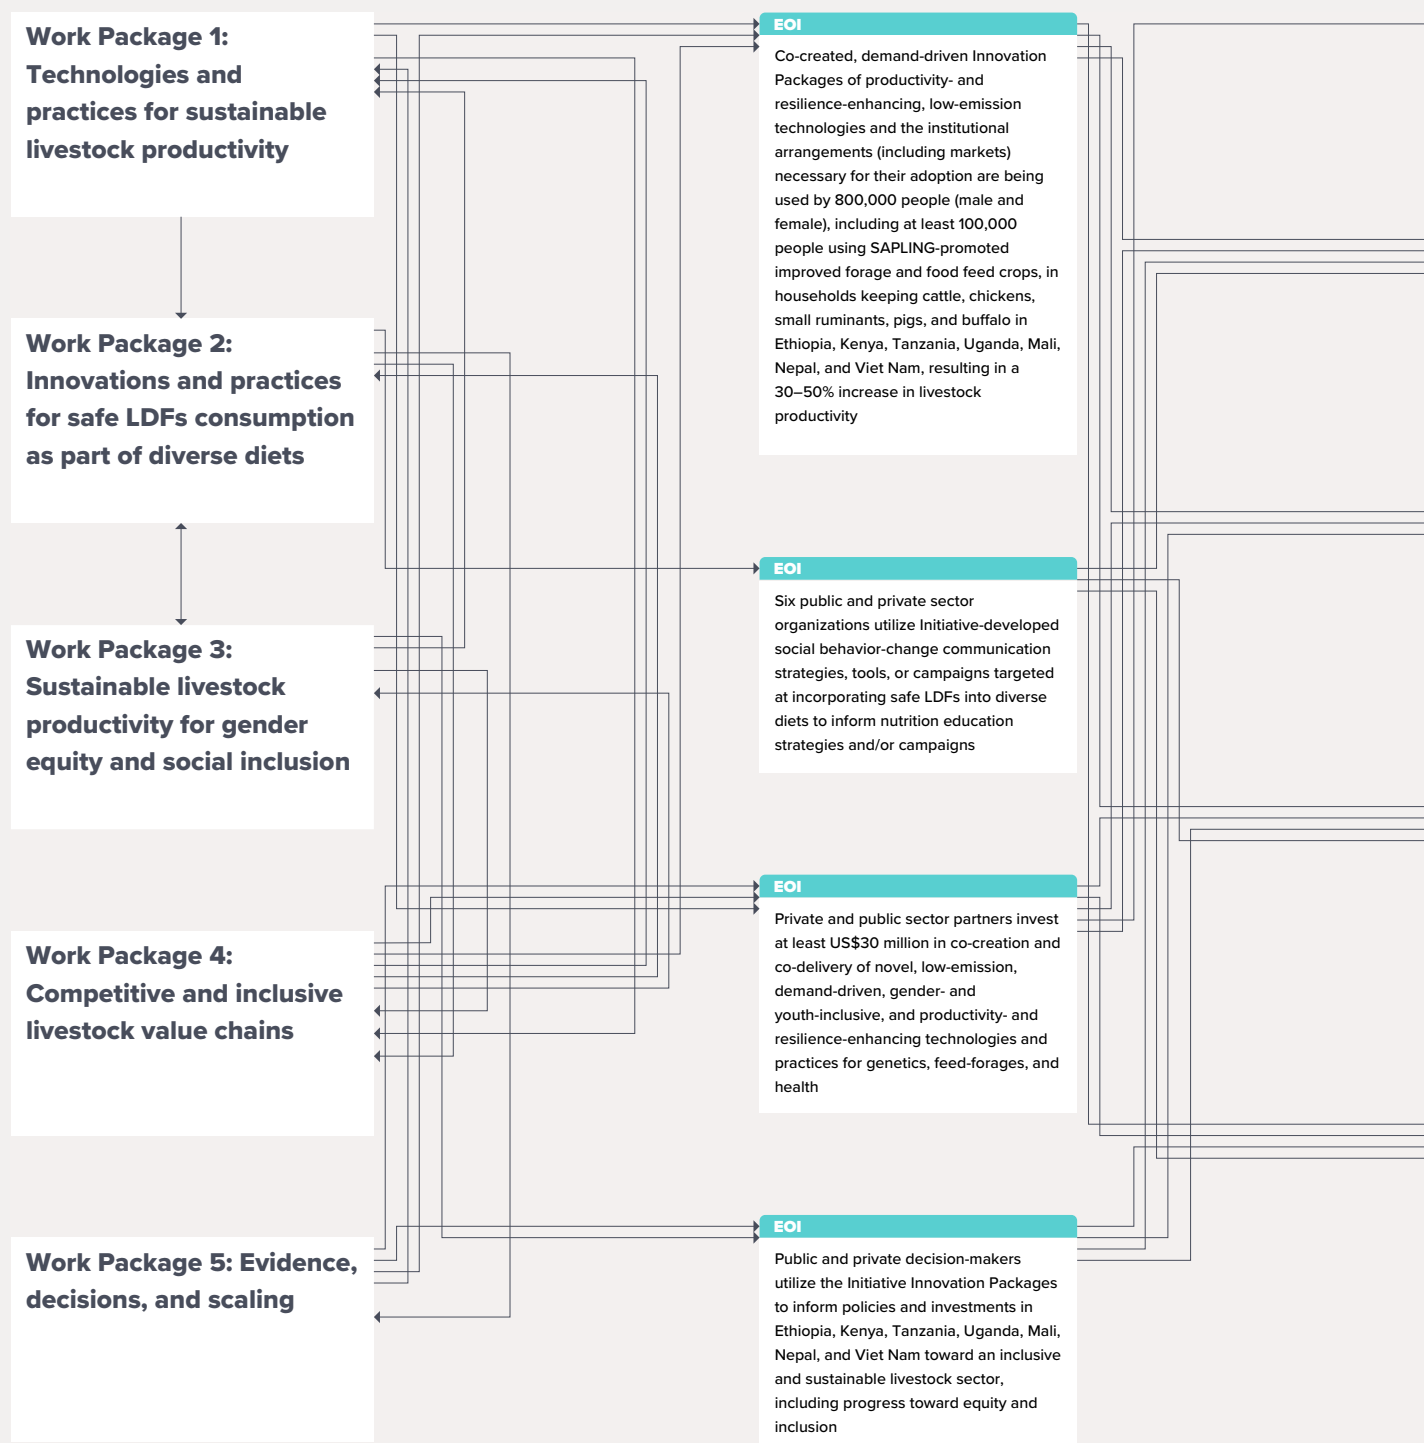 Work Package 1:
Technologies and
practices for sustainable
livestock productivity
Work Package 2:
Innovations and practices
for safe LDFs consumption
as part of diverse diets
Work Package 3:
Sustainable livestock
productivity for gender
equity and social inclusion
Work Package 4:
Competitive and inclusive
livestock value chains
Work Package 5: Evidence,
decisions, and scaling
EOI
Co-created, demand-driven Innovation
Packages of productivity- and
resilience-enhancing, low-emission
technologies and the institutional
arrangements (including markets)
necessary for their adoption are being
used by 800,000 people (male and
female), including at least 100,000
people using SAPLING-promoted
improved forage and food feed crops, in
households keeping cattle, chickens,
small ruminants, pigs, and buffalo in
Ethiopia, Kenya, Tanzania, Uganda, Mali,
Nepal, and Viet Nam, resulting in a
30–50% increase in livestock
productivity
EOI
Six public and private sector
organizations utilize Initiative-developed
social behavior-change communication
strategies, tools, or campaigns targeted
at incorporating safe LDFs into diverse
diets to inform nutrition education
strategies and/or campaigns
EOI
Private and public sector partners invest
at least US$30 million in co-creation and
co-delivery of novel, low-emission,
demand-driven, gender- and
youth-inclusive, and productivity- and
resilience-enhancing technologies and
practices for genetics, feed-forages, and
health
EOI
Public and private decision-makers
utilize the Initiative Innovation Packages
to inform policies and investments in
Ethiopia, Kenya, Tanzania, Uganda, Mali,
Nepal, and Viet Nam toward an inclusive
and sustainable livestock sector,
including progress toward equity and
inclusion